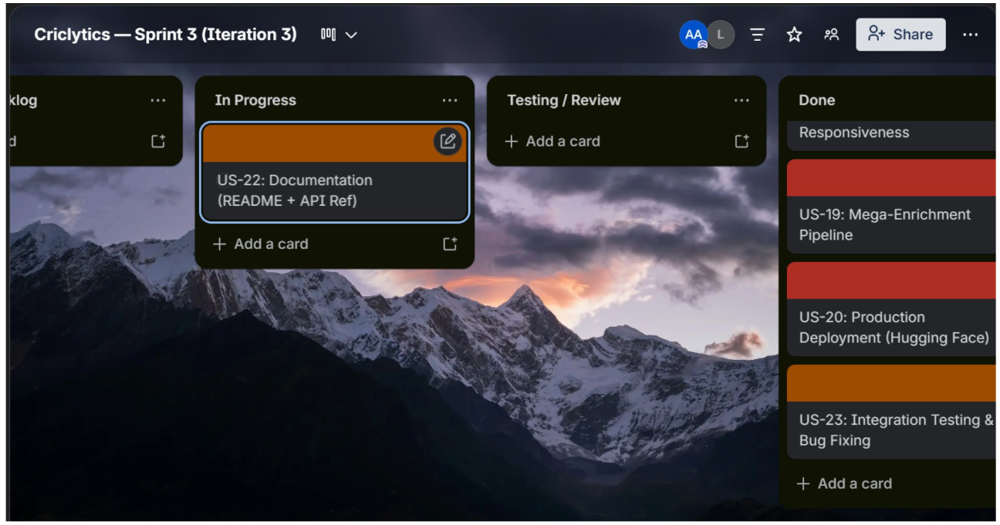 Criclytics — Sprint 3 (Iteration 3)
AA
L
Share
klog
d
In Progress
US-22: Documentation
(README + API Ref)
Add a card
Testing / Review
Add a card
Done
Responsiveness
US-19: Mega-Enrichment
Pipeline
US-20: Production
Deployment (Hugging Face)
US-23: Integration Testing &
Bug Fixing
Add a card